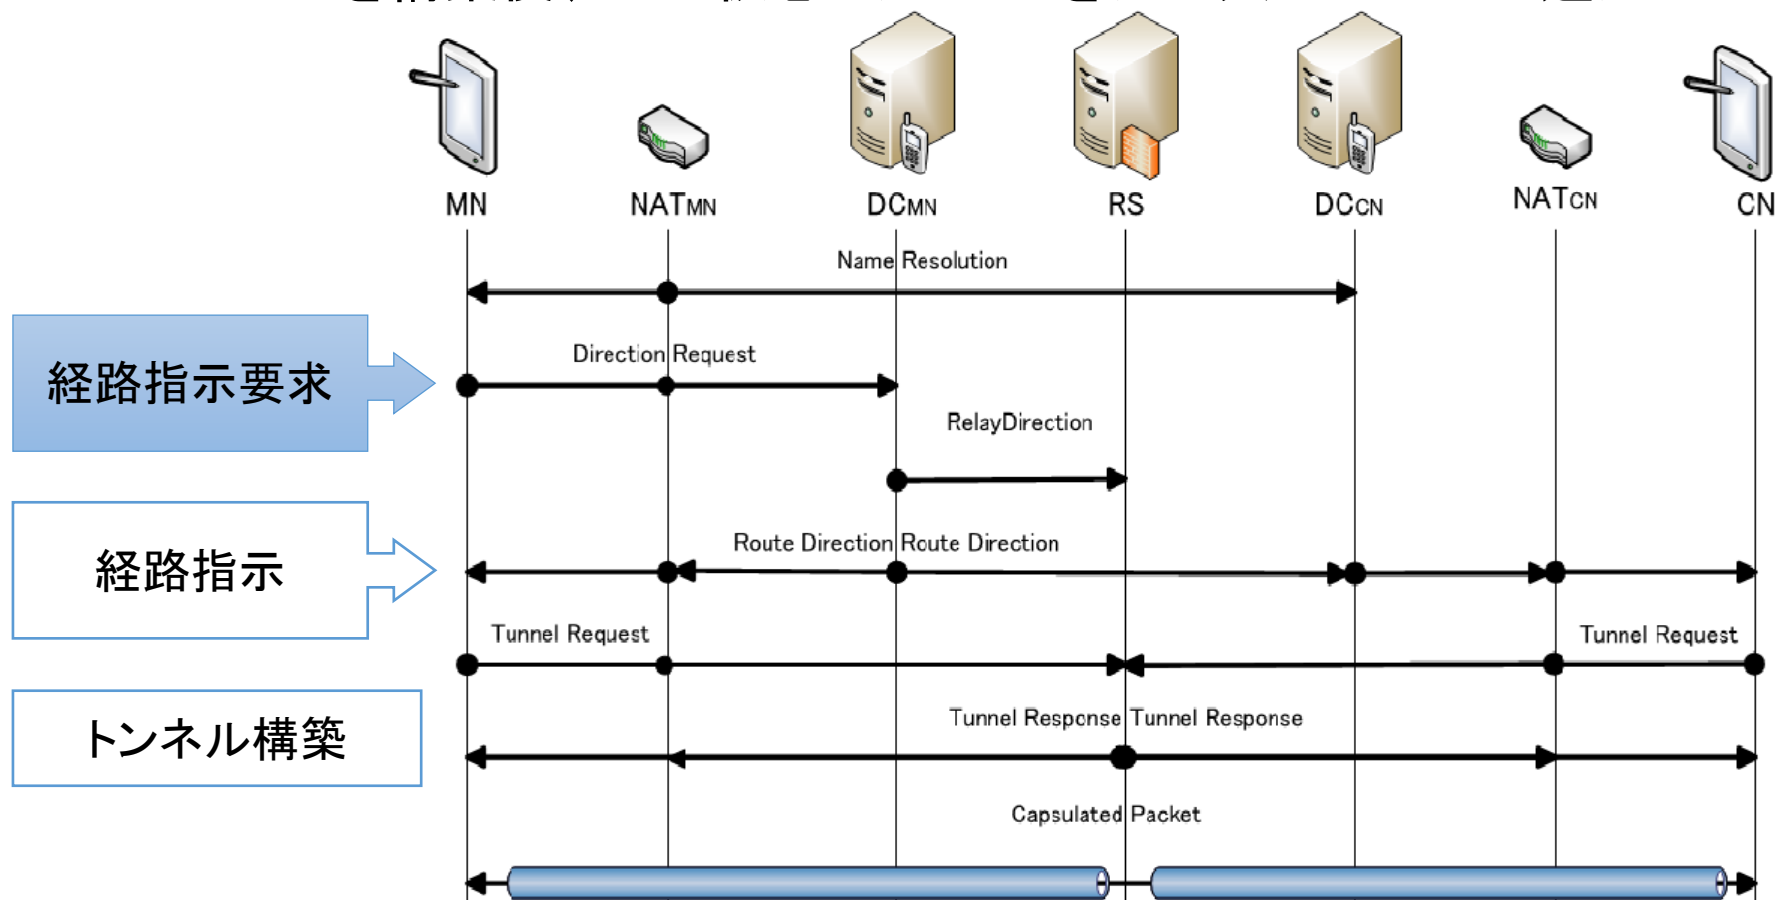 MN NATMN DCMN RS DCCN NATCN CN
Name Resolution
経路指示要求
Direction Request
RelayDirection
経路指示
Route Direction Route Direction
Tunnel Request Tunnel Request
トンネル構築
Tunnel Response Tunnel Response
Capsulated Packet